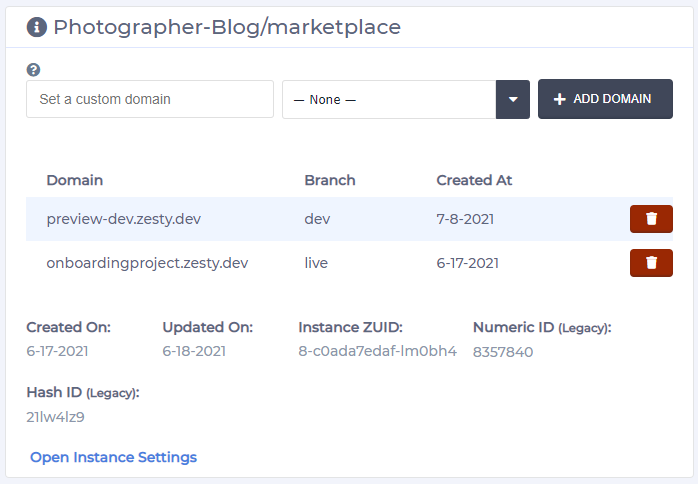 Photographer-Blog/marketplace
Set a custom domain
— None —
ADD DOMAIN
Domain Branch Created At
preview-dev.zesty.dev dev 7-8-2021
onboardingproject.zesty.dev live 6-17-2021
Created On: Updated On: Instance ZUID: Numeric ID (Legacy):
6-17-2021 6-18-2021 8-c0ada7edaf-lm0bh4 8357840
Hash ID (Legacy):
21lw4lz9
Open Instance Settings